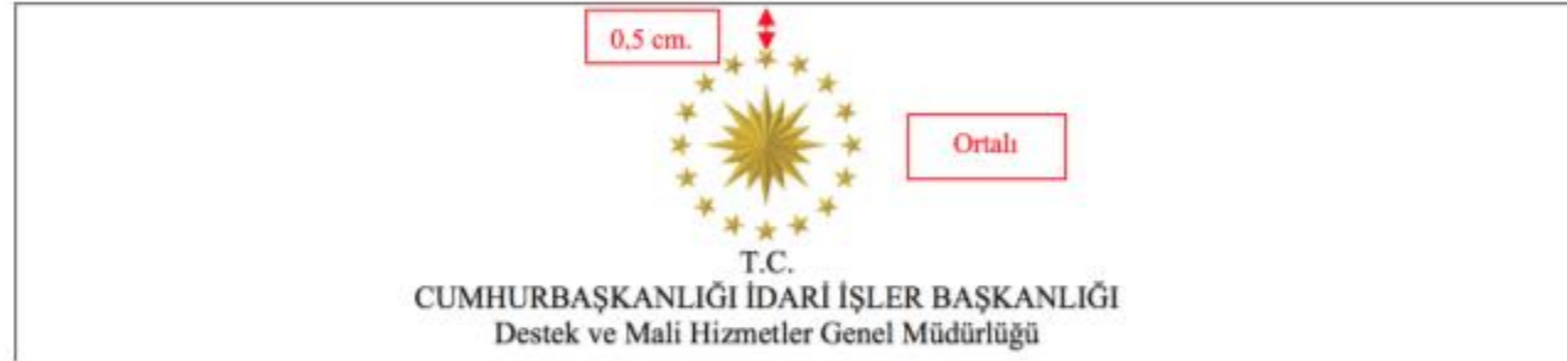 0,5 cm.
Ortalı
T.C.
CUMHURBAŞKANLIĞI İDARİ İŞLER BAŞKANLIĞI
Destek ve Mali Hizmetler Genel Müdürlüğü